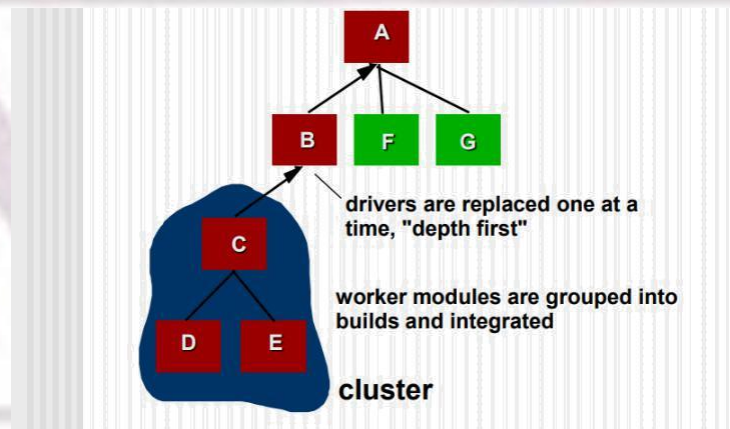 A
B
F
G
drivers are replaced one at a
time, "depth first"
C
worker modules are grouped into
builds and integrated
D
E
cluster